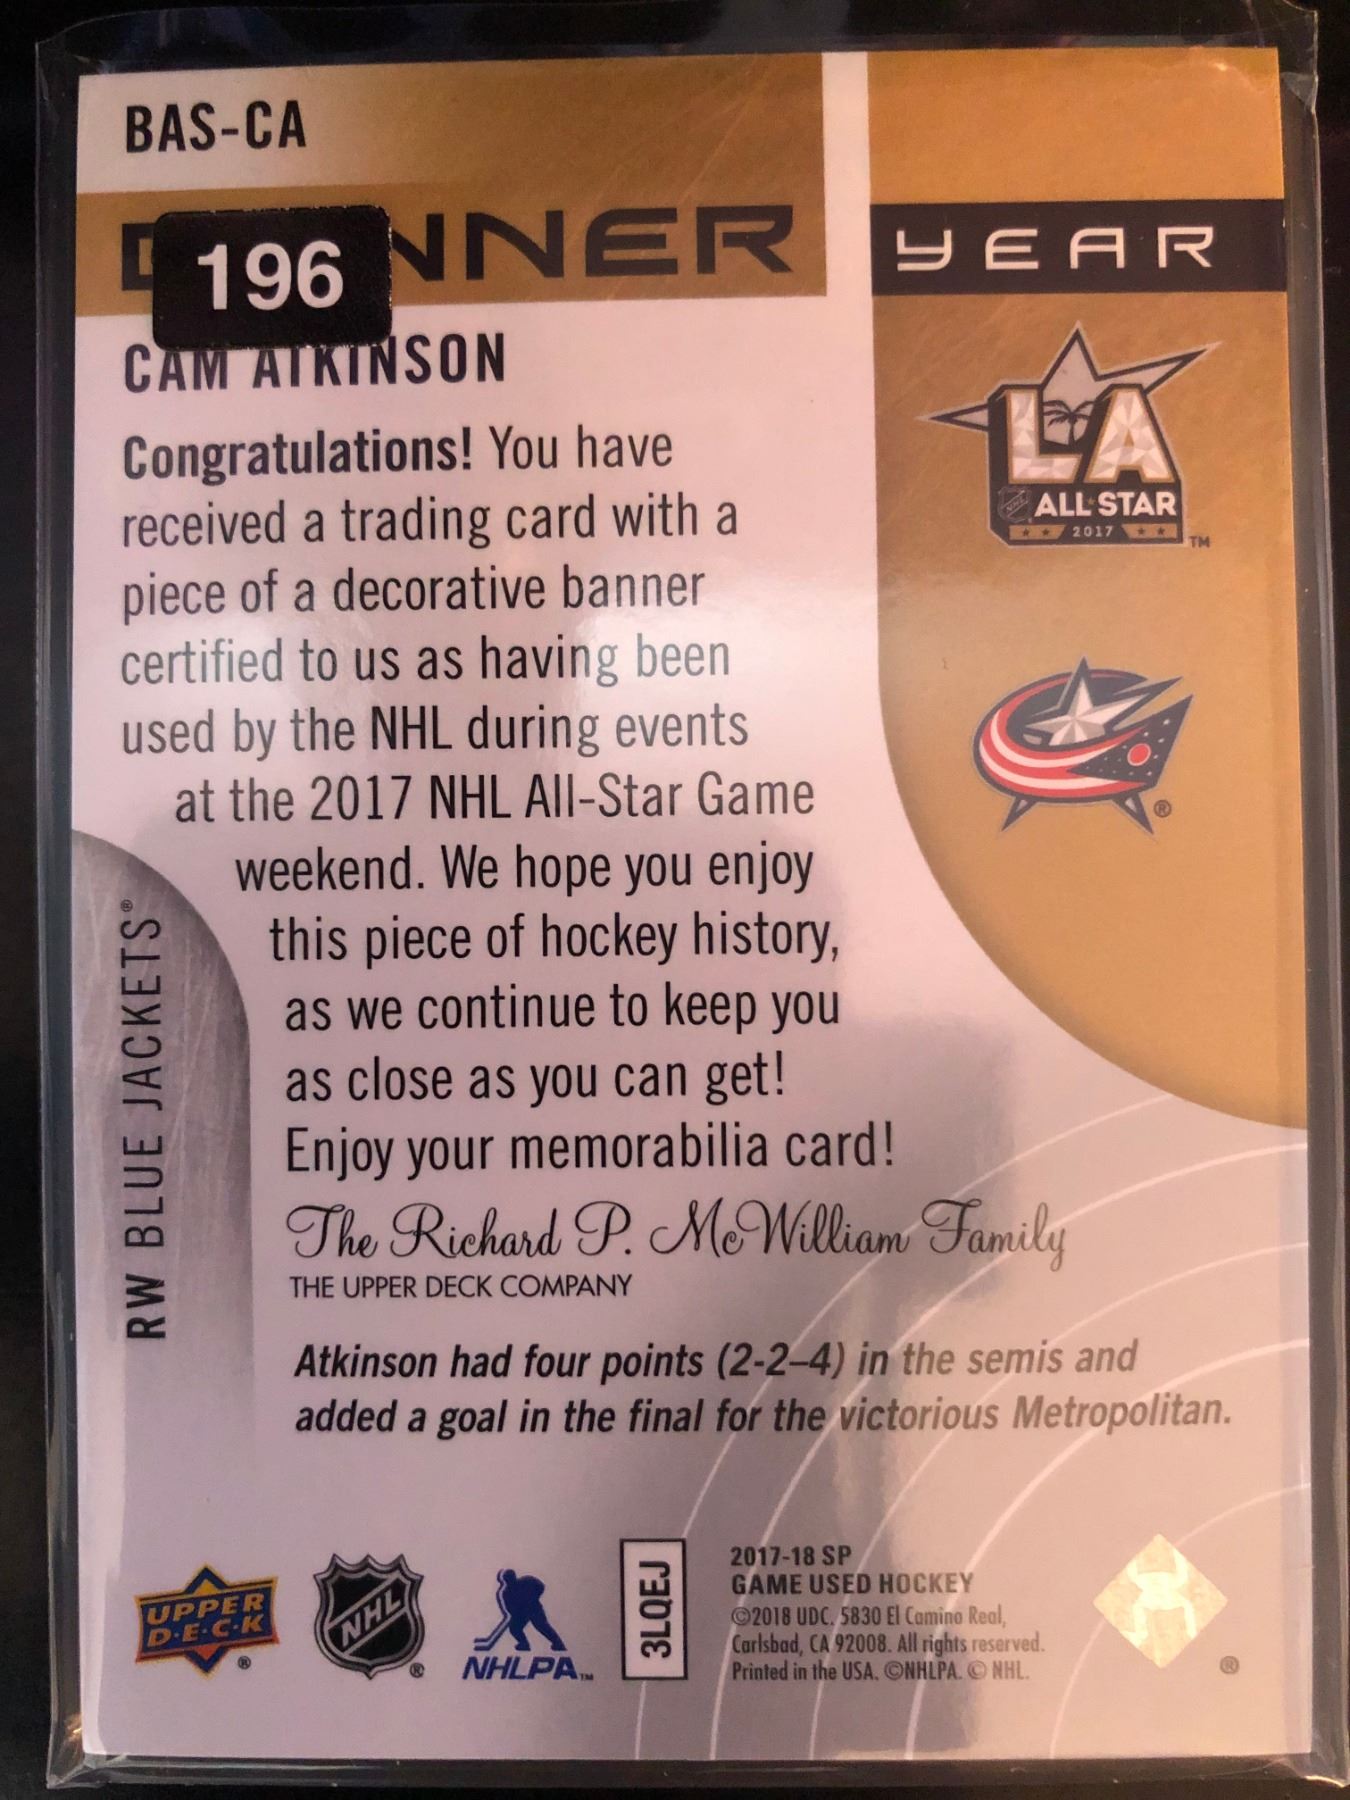 BAS-CA
196
NNER
YEAR
CAM ATKINSON
Congratulations! You have
received a trading card with a
piece of a decorative banner
certified to us as having been
used by the NHL during events
at the 2017 NHL All-Star Game
weekend. We hope you enjoy
this piece of hockey history,
as we continue to keep you
as close as you can get!
Enjoy your memorabilia card!
The Richard P. McWilliam Family
THE UPPER DECK COMPANY
Atkinson had four points (2-2–4) in the semis and
added a goal in the final for the victorious Metropolitan.
RW BLUE JACKETS®
LA
NHL ALL-STAR
2017
TM
®
UPPER
D·E·C·K
®
NHL
®
NHLPA™
3LQEJ
2017-18 SP
GAME USED HOCKEY
©2018 UDC. 5830 El Camino Real,
Carlsbad, CA 92008. All rights reserved.
Printed in the USA. ©NHLPA. © NHL.
®